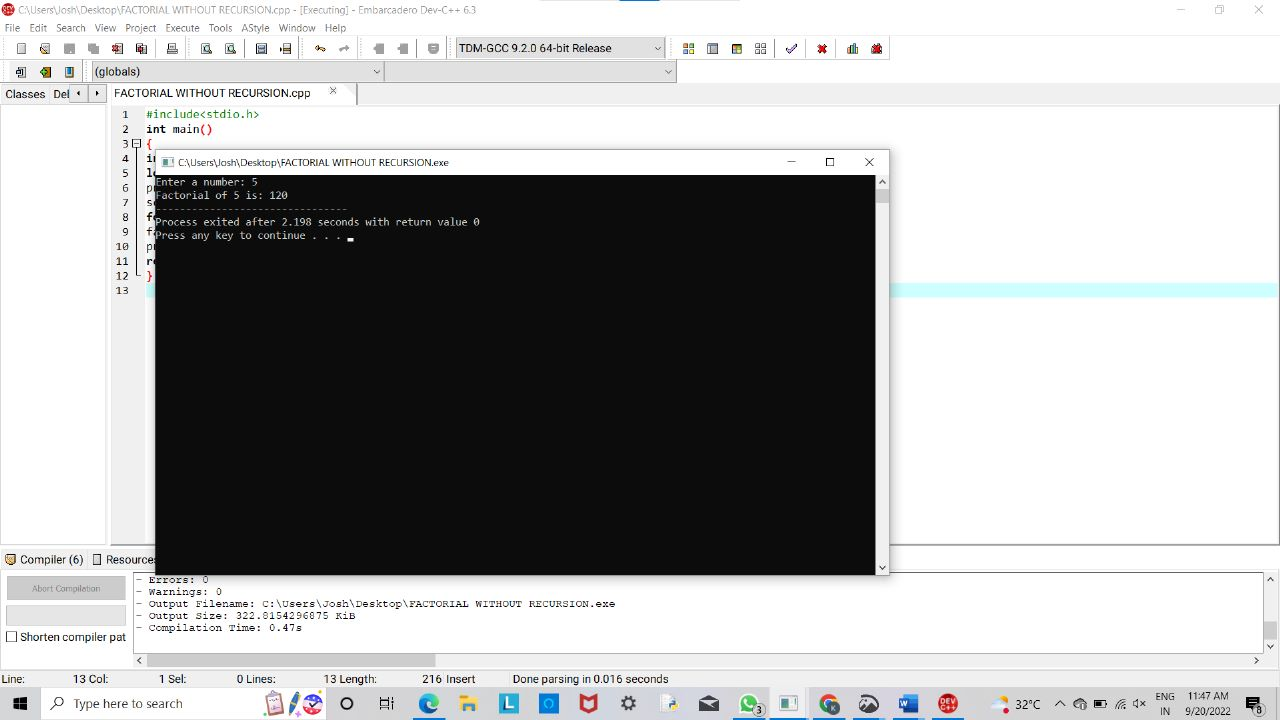 C:\Users\Josh\Desktop\FACTORIAL WITHOUT RECURSION.cpp - [Executing] - Embarcadero Dev-C++ 6.3
File Edit Search View Project Execute Tools AStyle Window Help
TDM-GCC 9.2.0 64-bit Release
(globals)
Classes Del
FACTORIAL WITHOUT RECURSION.cpp
1 #include<stdio.h>
2 int main()
3 {
4
5
6
7
8
9
10
11
12 }
13
C:\Users\Josh\Desktop\FACTORIAL WITHOUT RECURSION.exe
Enter a number: 5
Factorial of 5 is: 120
--------------------------------
Process exited after 2.198 seconds with return value 0
Press any key to continue . . .
Compiler (6) Resources
Abort Compilation
Shorten compiler pat
- Errors: 0
- Warnings: 0
- Output Filename: C:\Users\Josh\Desktop\FACTORIAL WITHOUT RECURSION.exe
- Output Size: 322.8154296875 KiB
- Compilation Time: 0.47s
Line: 13 Col: 1 Sel: 0 Lines: 13 Length: 216 Insert Done parsing in 0.016 seconds
Type here to search
L
3
K
W
DEV C++
32°C
ENG
IN
11:47 AM
9/20/2022
8